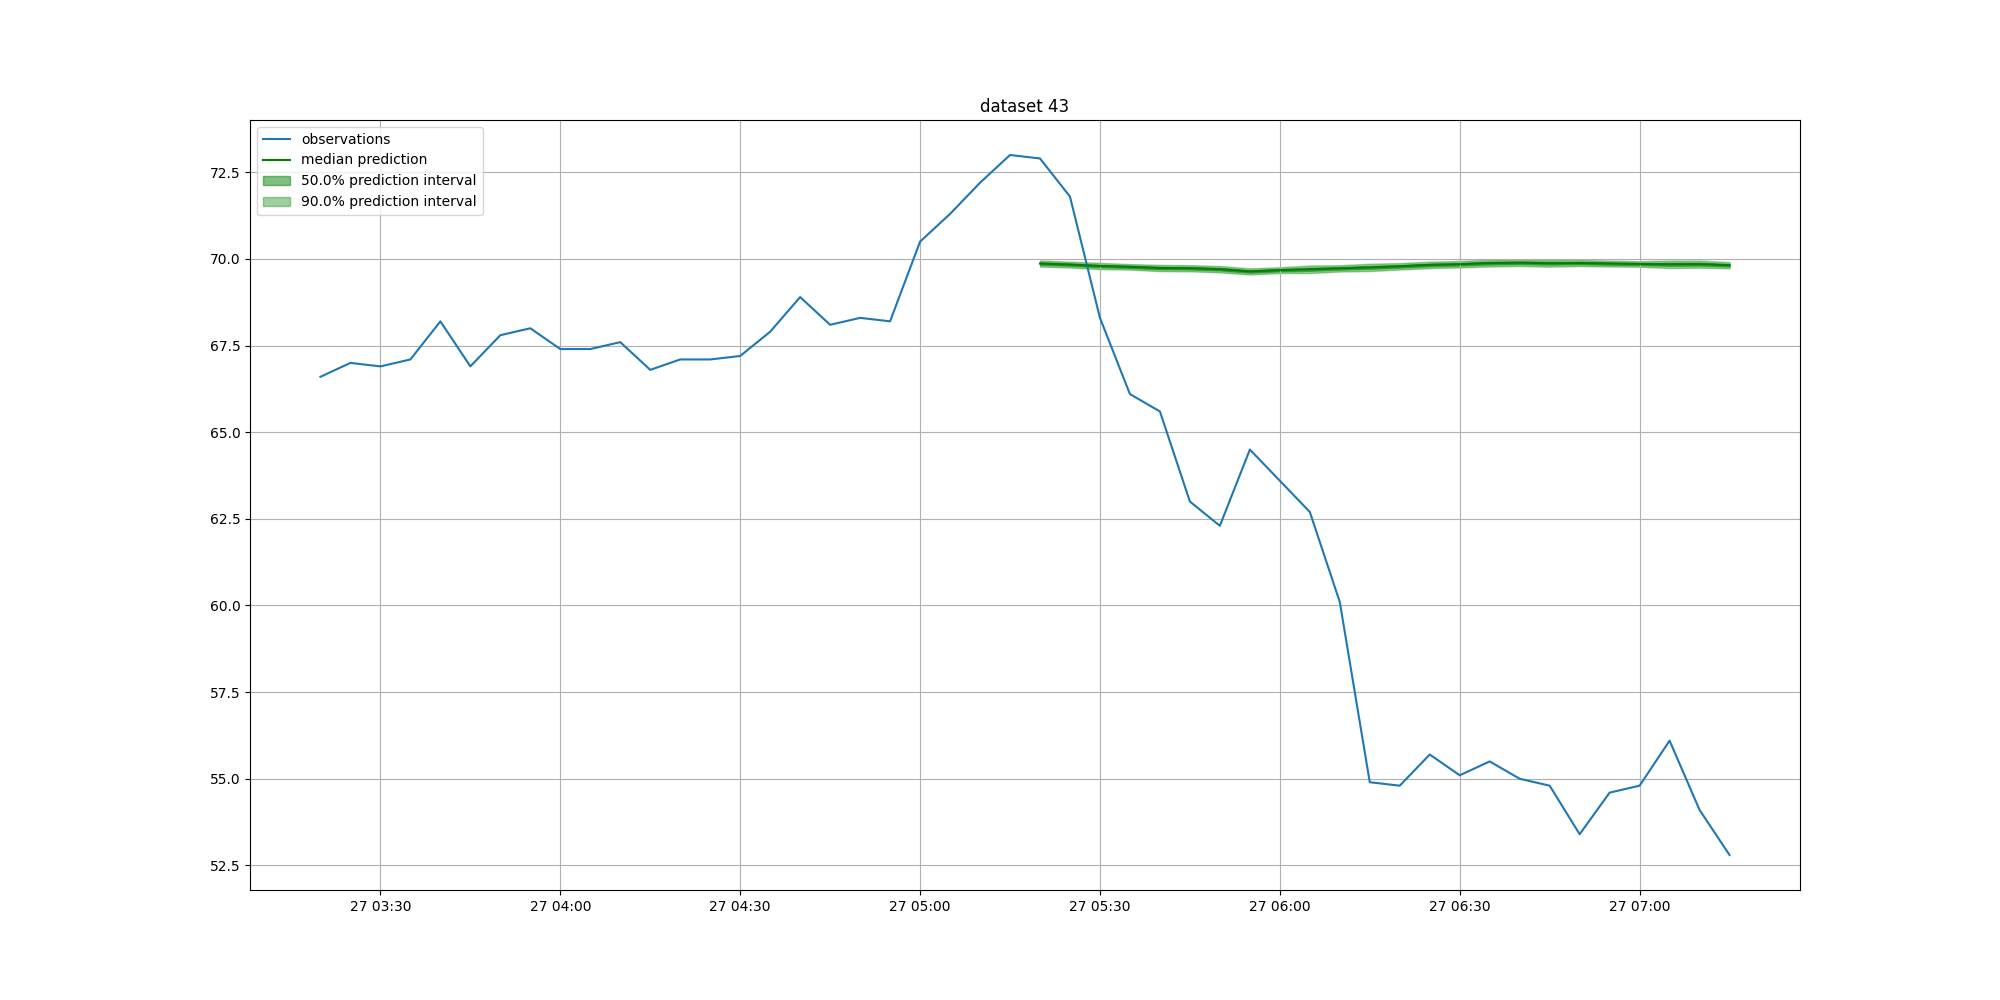 dataset 43
observations
median prediction
50.0% prediction interval
90.0% prediction interval
72.5
70.0
67.5
65.0
62.5
60.0
57.5
55.0
52.5
27 03:30 27 04:00 27 04:30 27 05:00 27 05:30 27 06:00 27 06:30 27 07:00